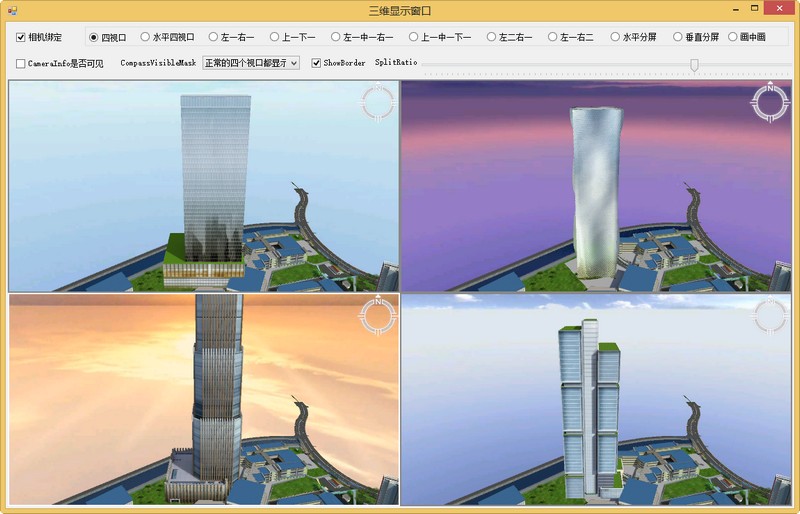 三维显示窗口
相机绑定 四视口 水平四视口 左一右一 上一下一 左一中一右一 上一中一下一 左二右一 左一右二 水平分屏 垂直分屏 画中画
CameraInfo是否可见 CompassVisibleMask 正常的四个视口都显示 ShowBorder SplitRatio
N
N
N
N